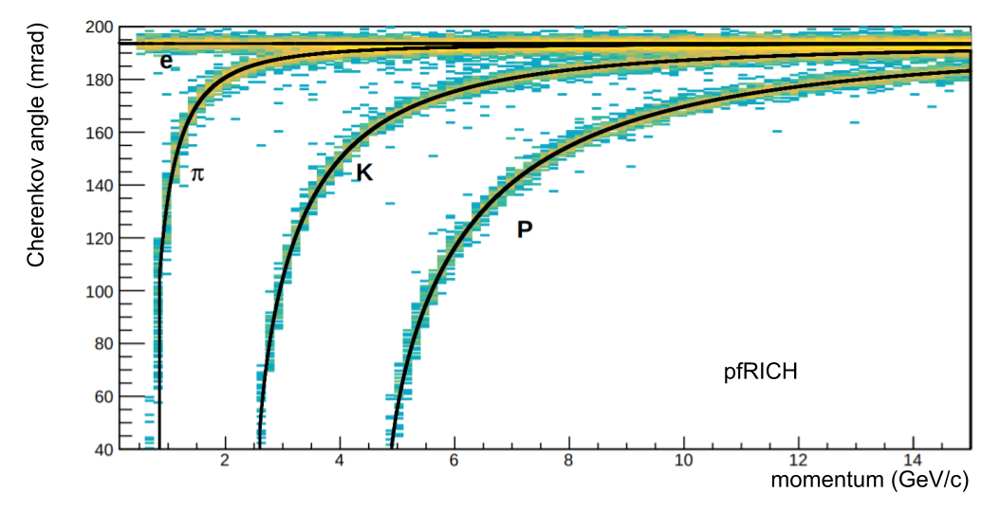 Cherenkov angle (mrad)
200
180
160
140
120
100
80
60
40
e
π
K
P
pfRICH
2 4 6 8 10 12 14
momentum (GeV/c)